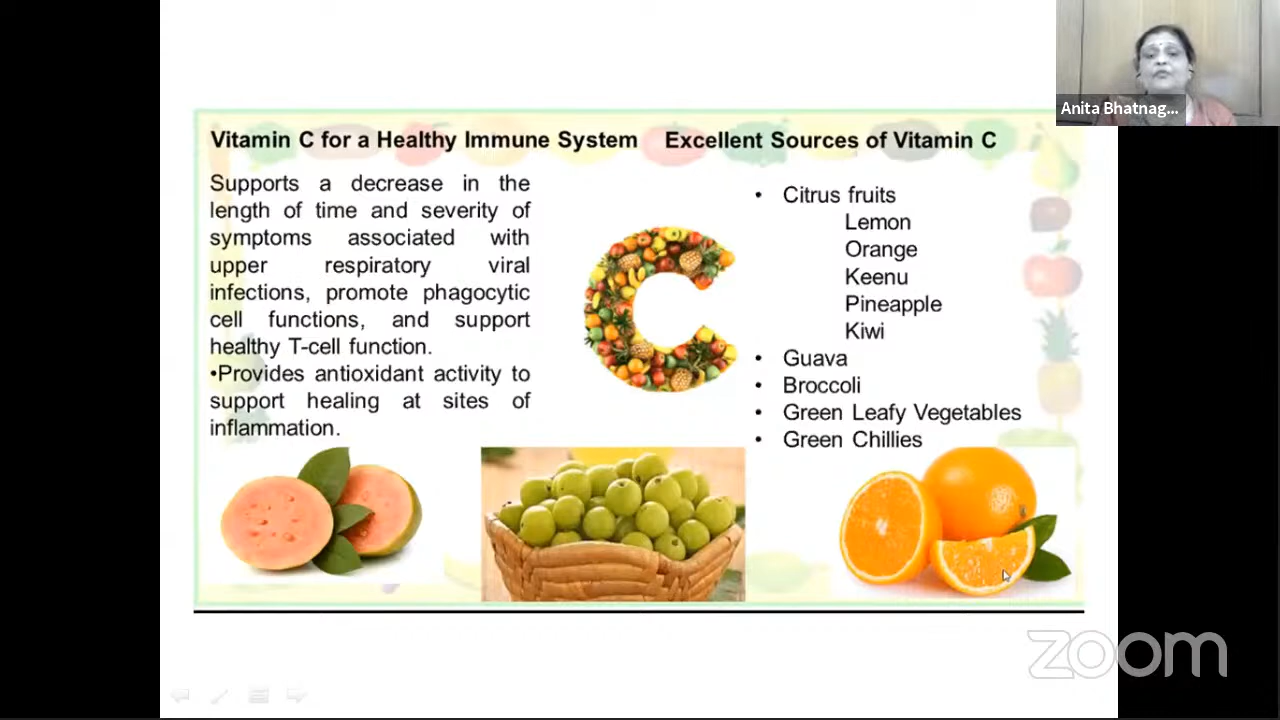 Anita Bhatnag...
Vitamin C for a Healthy Immune System
Supports a decrease in the
length of time and severity of
symptoms associated with
upper respiratory viral
infections, promote phagocytic
cell functions, and support
healthy T-cell function.
•Provides antioxidant activity to
support healing at sites of
inflammation.
Excellent Sources of Vitamin C
• Citrus fruits
Lemon
Orange
Keenu
Pineapple
Kiwi
• Guava
• Broccoli
• Green Leafy Vegetables
• Green Chillies
C
zoom